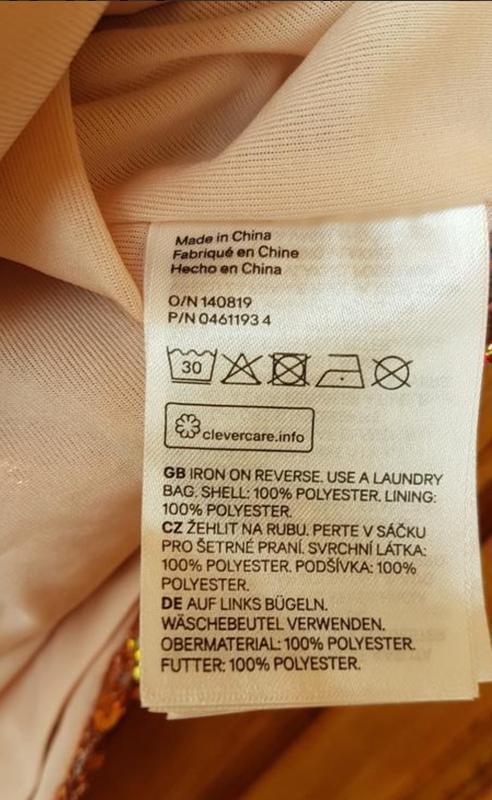 Made in China
Fabriqué en Chine
Hecho en China
O/N 140819
P/N 0461193 4
30
clevercare.info
GB IRON ON REVERSE. USE A LAUNDRY
BAG. SHELL: 100% POLYESTER. LINING:
100% POLYESTER.
CZ ŽEHLIT NA RUBU. PERTE V SÁČKU
PRO ŠETRNÉ PRANÍ. SVRCHNÍ LÁTKA:
100% POLYESTER. PODŠÍVKA: 100%
POLYESTER.
DE AUF LINKS BÜGELN.
WÄSCHEBEUTEL VERWENDEN.
OBERMATERIAL: 100% POLYESTER.
FUTTER: 100% POLYESTER.